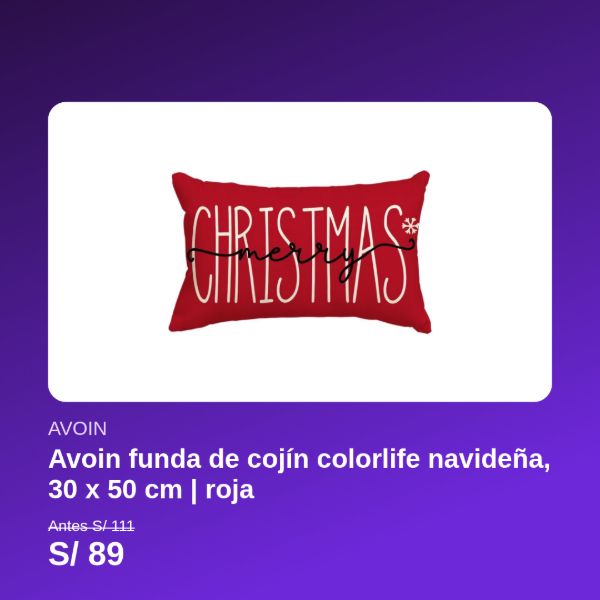 CHRISTMAS
merry
AVOIN
Avoin funda de cojín colorlife navideña,
30 x 50 cm | roja
Antes S/ 111
S/ 89